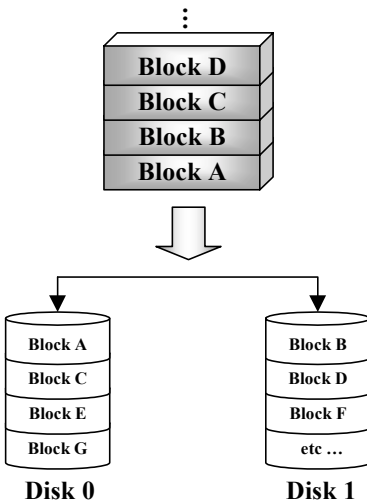 ⋮
Block D
Block C
Block B
Block A
Block A
Block C
Block E
Block G
Disk 0
Block B
Block D
Block F
etc …
Disk 1